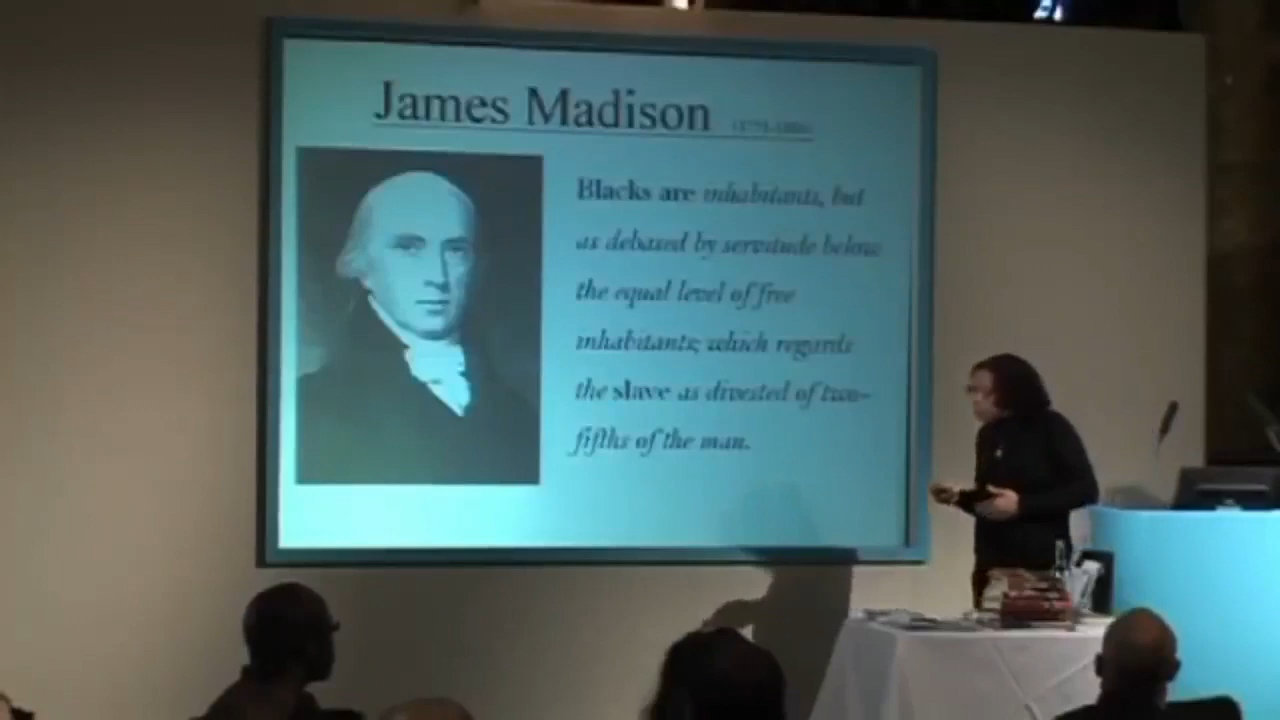 James Madison
Blacks are inhabitants, but
as debased by servitude below
the equal level of free
inhabitants; which regards
the slave as divested of two-
fifths of the man.